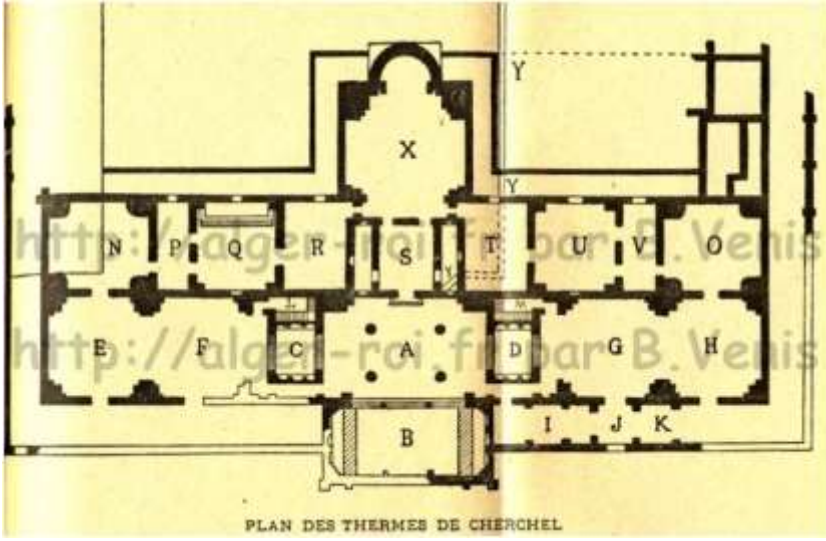 Y
X
Y
N P Q R S T U V O
http://alger-roi.fr par B. Venis
L M
E F C A D G H
http://alger-roi.fr par B. Venis
I J K
B
PLAN DES THERMES DE CHERCHEL